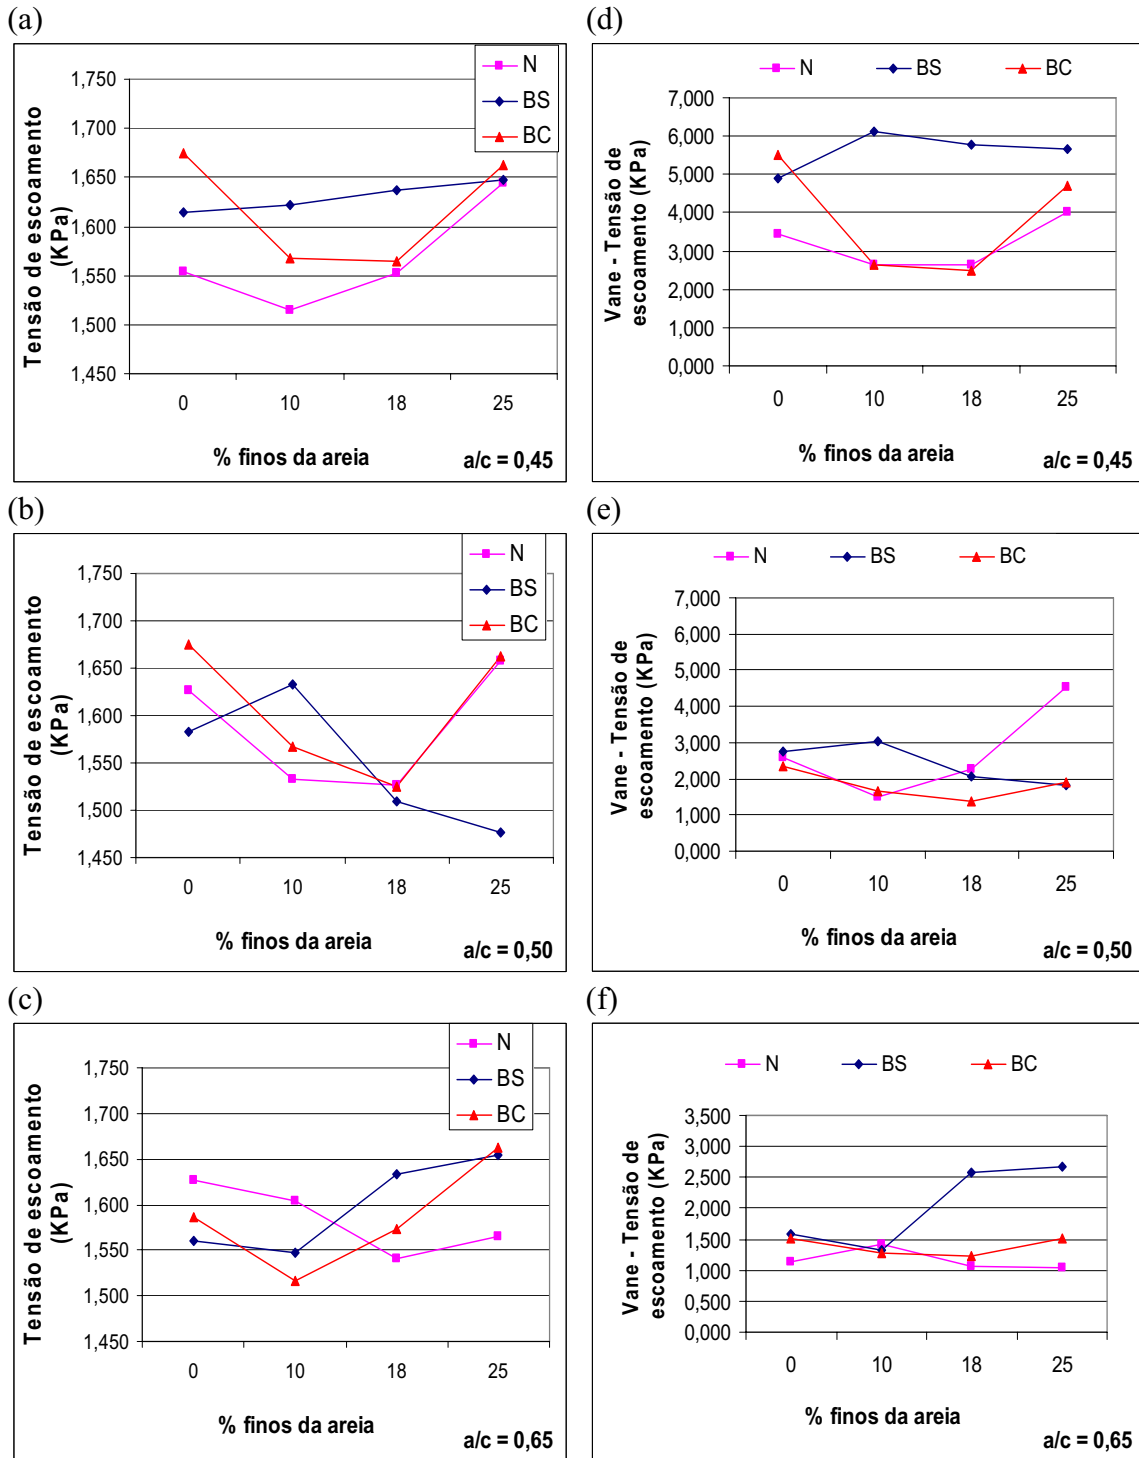 (a)
N
BS
BC
1,750
1,700
1,650
1,600
1,550
1,500
1,450
Tensão de escoamento
(KPa)
0 10 18 25
% finos da areia
a/c = 0,45
(d)
N BS BC
7,000
6,000
5,000
4,000
3,000
2,000
1,000
0,000
Vane - Tensão de
escoamento (KPa)
0 10 18 25
% finos da areia
a/c = 0,45
(b)
N
BS
BC
1,750
1,700
1,650
1,600
1,550
1,500
1,450
Tensão de escoamento
(KPa)
0 10 18 25
% finos da areia
a/c = 0,50
(e)
N BS BC
7,000
6,000
5,000
4,000
3,000
2,000
1,000
0,000
Vane - Tensão de
escoamento (KPa)
0 10 18 25
% finos da areia
a/c = 0,50
(c)
N
BS
BC
1,750
1,700
1,650
1,600
1,550
1,500
1,450
Tensão de escoamento
(KPa)
0 10 18 25
% finos da areia
a/c = 0,65
(f)
N BS BC
3,500
3,000
2,500
2,000
1,500
1,000
0,500
0,000
Vane - Tensão de
escoamento (KPa)
0 10 18 25
% finos da areia
a/c = 0,65